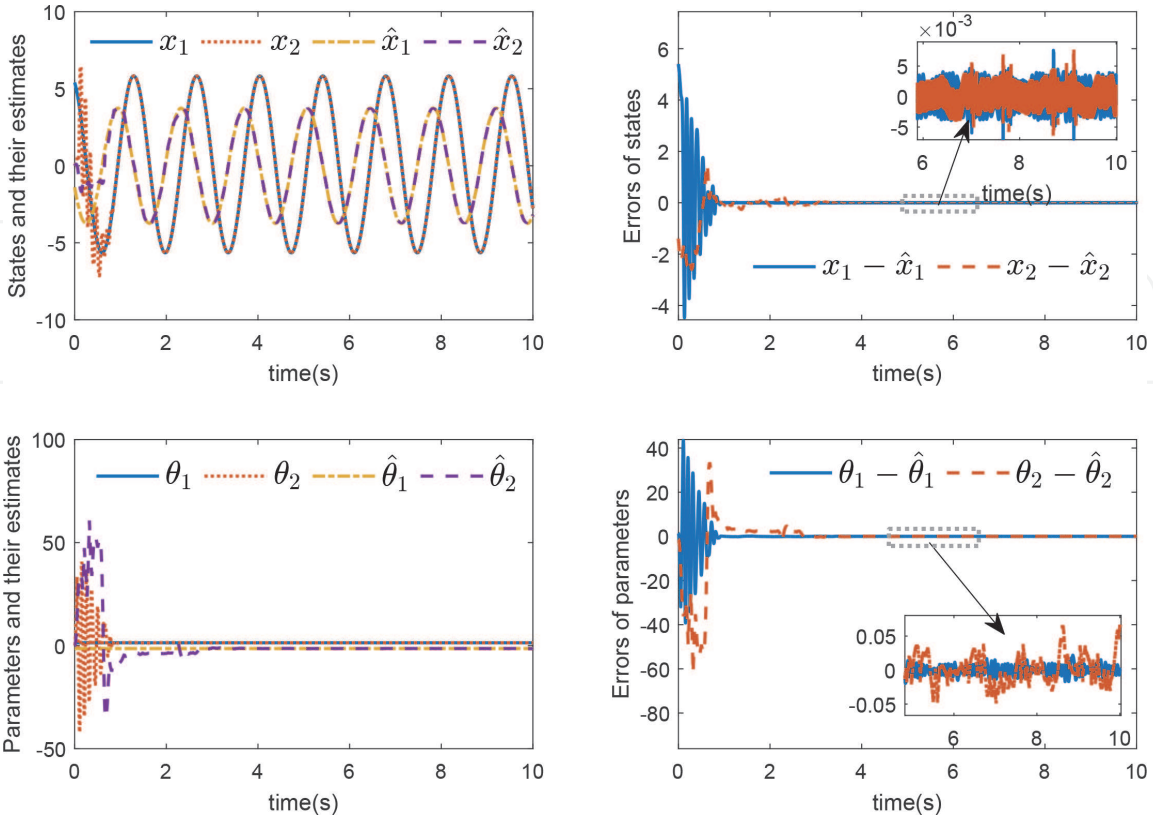 x₁ x₂ x̂₁ x̂₂
States and their estimates
10
5
0
-5
-10
0 2 4 6 8 10
time(s)
x₁ − x̂₁ x₂ − x̂₂
Errors of states
6
4
2
0
-2
-4
0 2 4 6 8 10
time(s)
×10⁻³
5
0
-5
6 8 10
time(s)
θ₁ θ₂ θ̂₁ θ̂₂
Parameters and their estimates
100
50
0
-50
0 2 4 6 8 10
time(s)
θ₁ − θ̂₁ θ₂ − θ̂₂
Errors of parameters
40
20
0
-20
-40
-60
-80
0 2 4 6 8 10
time(s)
0.05
0
-0.05
6 8 10